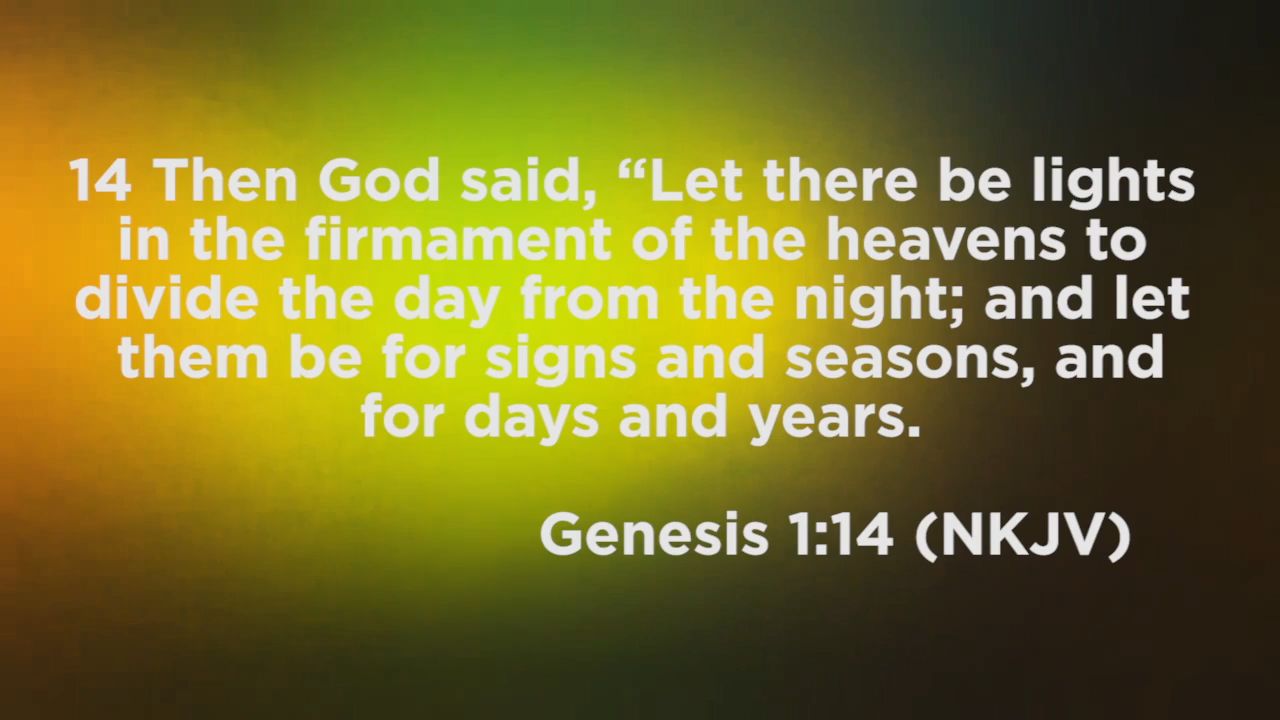 14 Then God said, “Let there be lights
in the firmament of the heavens to
divide the day from the night; and let
them be for signs and seasons, and
for days and years.
Genesis 1:14 (NKJV)